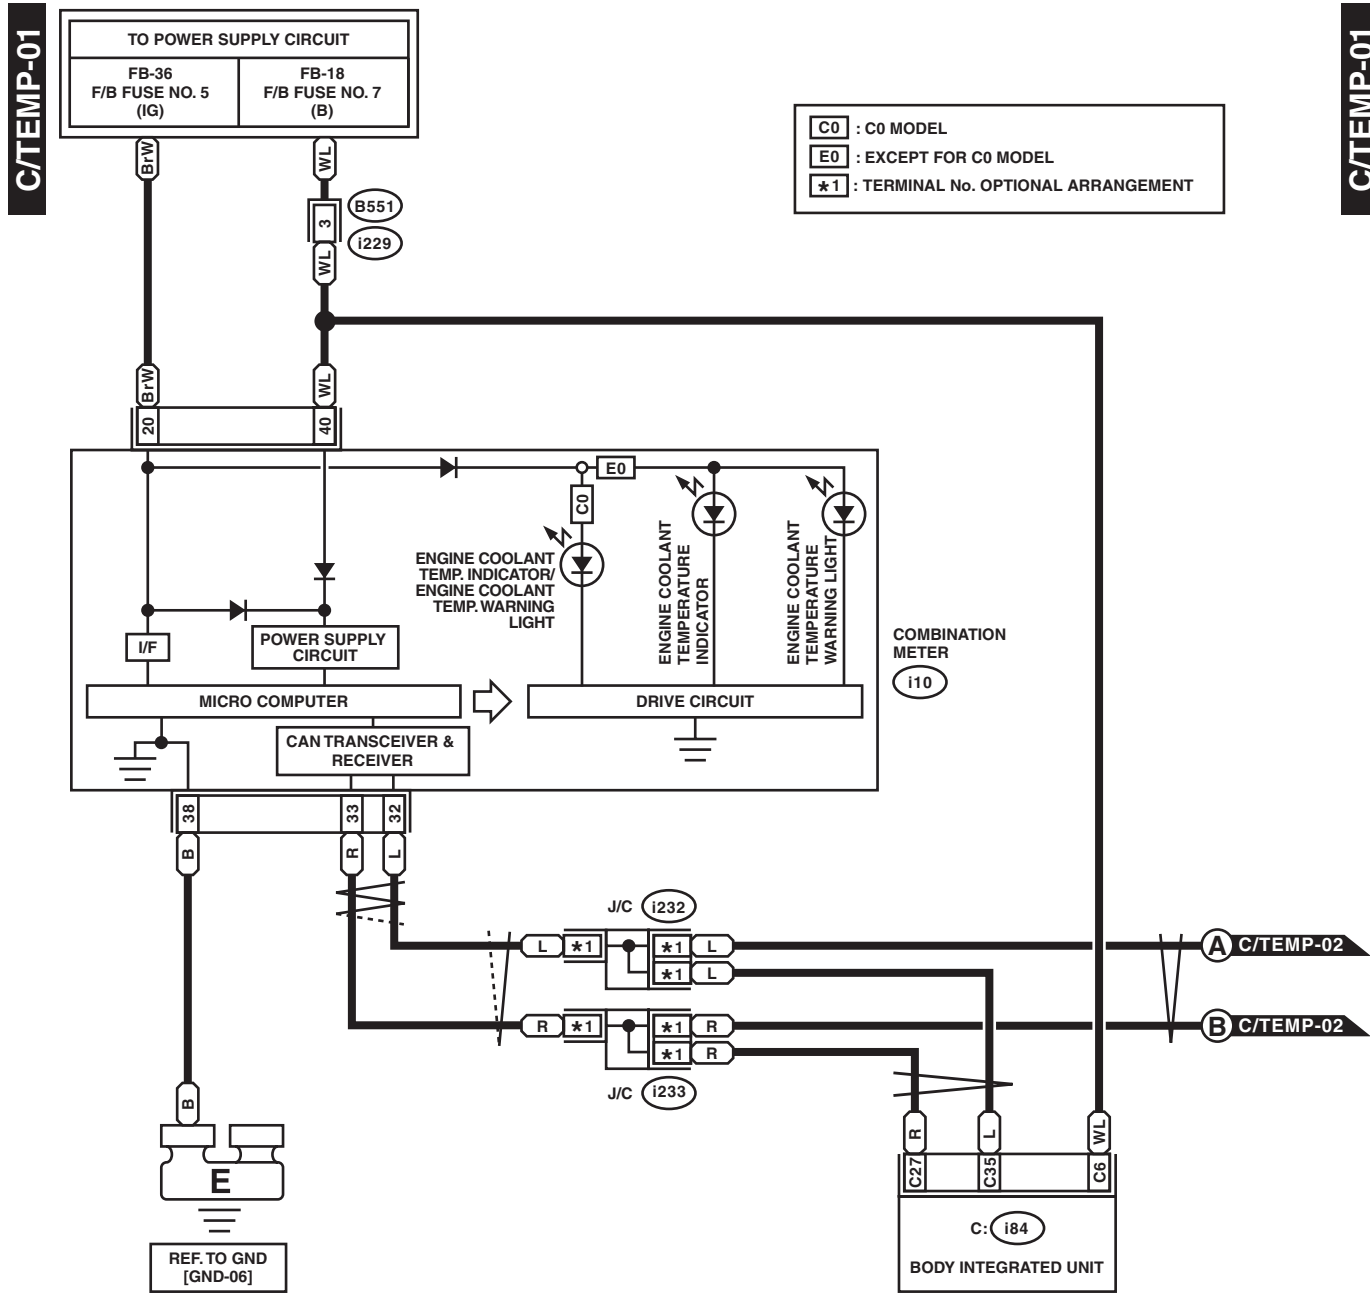 C/TEMP-01
C/TEMP-01
TO POWER SUPPLY CIRCUIT
FB-36
F/B FUSE NO. 5
(IG)
FB-18
F/B FUSE NO. 7
(B)
C0 : C0 MODEL
E0 : EXCEPT FOR C0 MODEL
*1 : TERMINAL No. OPTIONAL ARRANGEMENT
BrW
WL
3
B551
i229
WL
BrW
WL
20
40
E0
C0
ENGINE COOLANT
TEMP. INDICATOR/
ENGINE COOLANT
TEMP. WARNING
LIGHT
ENGINE COOLANT
TEMPERATURE
INDICATOR
ENGINE COOLANT
TEMPERATURE
WARNING LIGHT
I/F
POWER SUPPLY
CIRCUIT
COMBINATION
METER
i10
MICRO COMPUTER
DRIVE CIRCUIT
CAN TRANSCEIVER &
RECEIVER
38
33
32
B
R
L
J/C i232
L *1 *1 L
*1 L
A C/TEMP-02
R *1 *1 R
*1 R
B C/TEMP-02
J/C i233
B
E
REF. TO GND
[GND-06]
R
L
WL
C27
C35
C6
C: i84
BODY INTEGRATED UNIT